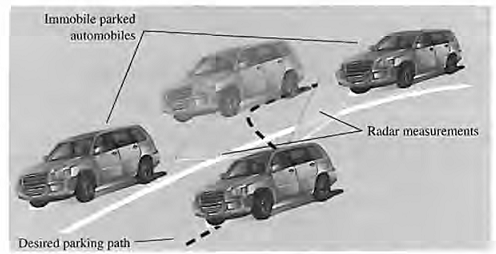 Immobile parked
automobiles
Radar measurements
Desired parking path